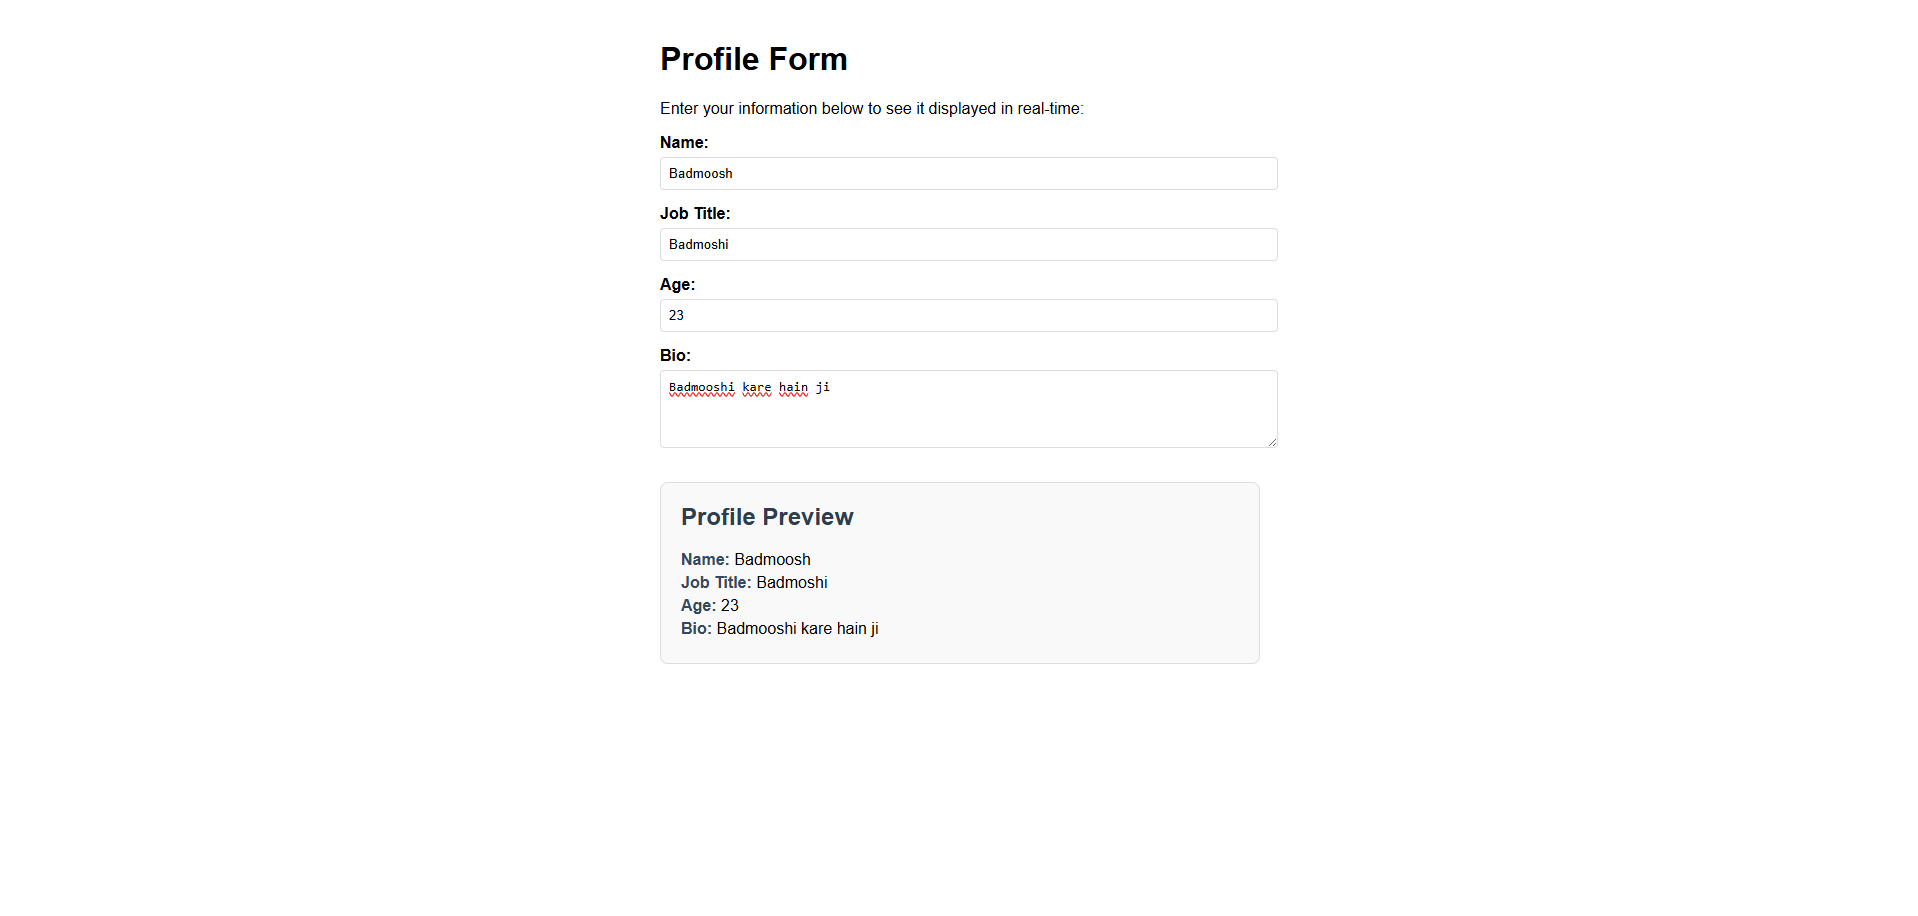 Profile Form
Enter your information below to see it displayed in real-time:
Name:
Badmoosh
Job Title:
Badmoshi
Age:
23
Bio:
Badmooshi kare hain ji
Profile Preview
Name: Badmoosh
Job Title: Badmoshi
Age: 23
Bio: Badmooshi kare hain ji